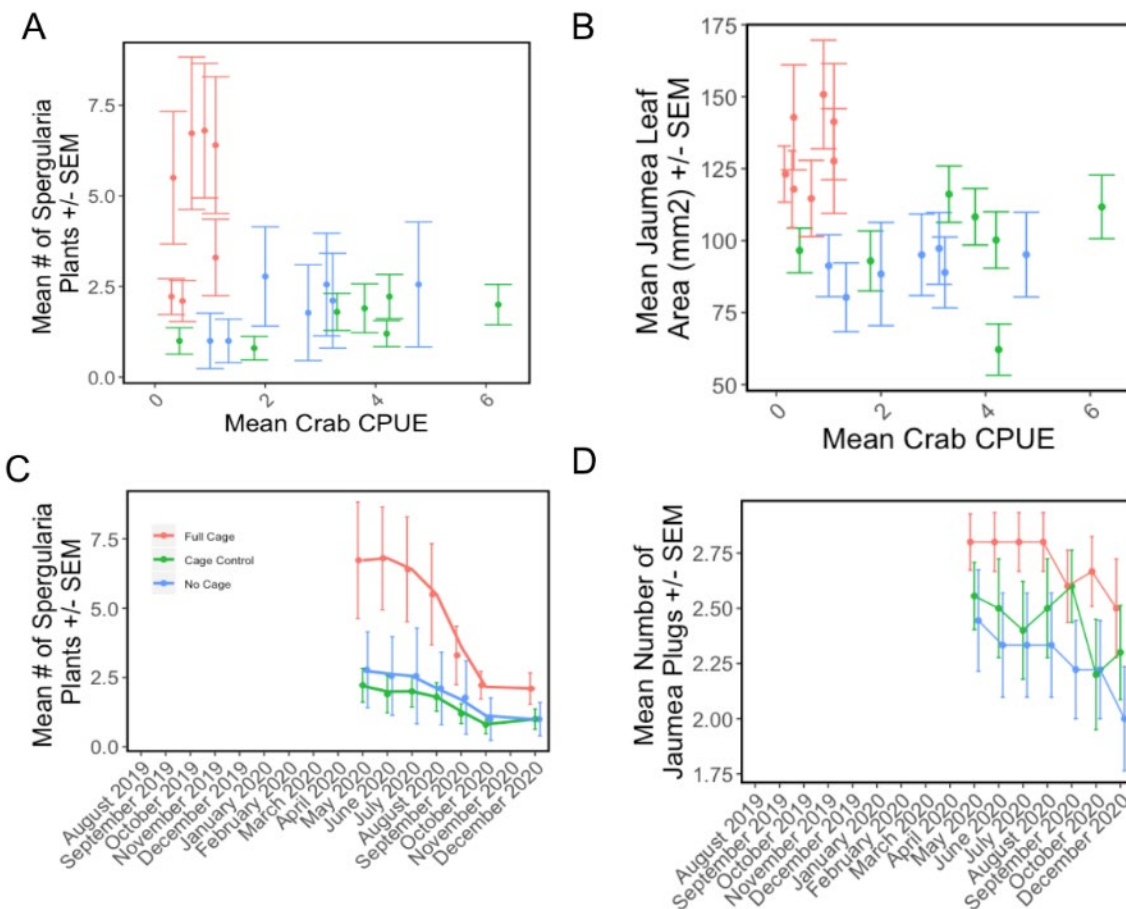 A
Mean # of Spergularia
Plants +/- SEM
7.5
5.0
2.5
0.0
0
2
4
6
Mean Crab CPUE
B
Mean Jaumea Leaf
Area (mm2) +/- SEM
175
150
125
100
75
50
0
2
4
6
Mean Crab CPUE
C
Mean # of Spergularia
Plants +/- SEM
7.5
5.0
2.5
0.0
Full Cage
Cage Control
No Cage
August 2019
September 2019
October 2019
November 2019
December 2019
January 2020
February 2020
March 2020
April 2020
May 2020
June 2020
July 2020
August 2020
September 2020
October 2020
November 2020
December 2020
D
Mean Number of
Jaumea Plugs +/- SEM
2.75
2.50
2.25
2.00
1.75
August 2019
September 2019
October 2019
November 2019
December 2019
January 2020
February 2020
March 2020
April 2020
May 2020
June 2020
July 2020
August 2020
September 2020
October 2020
December 2020